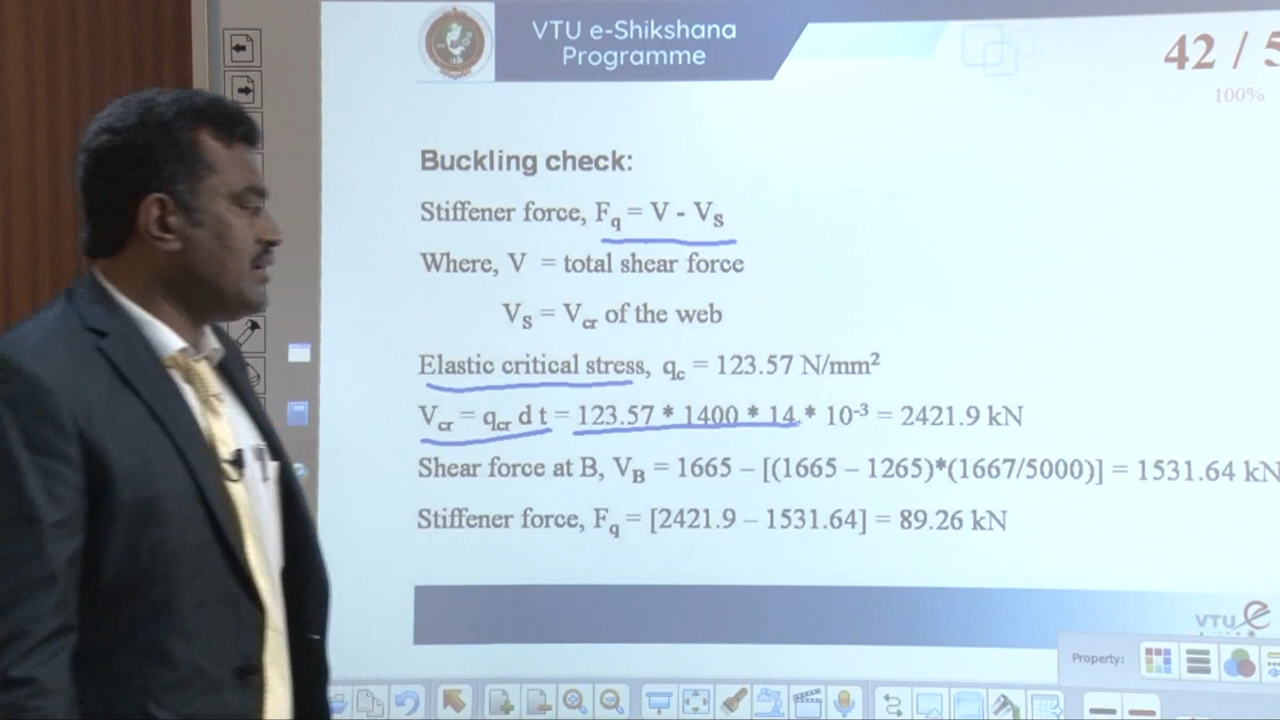 VTU e-Shikshana
Programme
42 / 5
100%
Buckling check:
Stiffener force, Fq = V - VS
Where, V = total shear force
VS = Vcr of the web
Elastic critical stress, qc = 123.57 N/mm²
Vcr = qcr d t = 123.57 * 1400 * 14 * 10⁻³ = 2421.9 kN
Shear force at B, VB = 1665 – [(1665 – 1265)*(1667/5000)] = 1531.64 kN
Stiffener force, Fq = [2421.9 – 1531.64] = 89.26 kN
VTU e
Property: